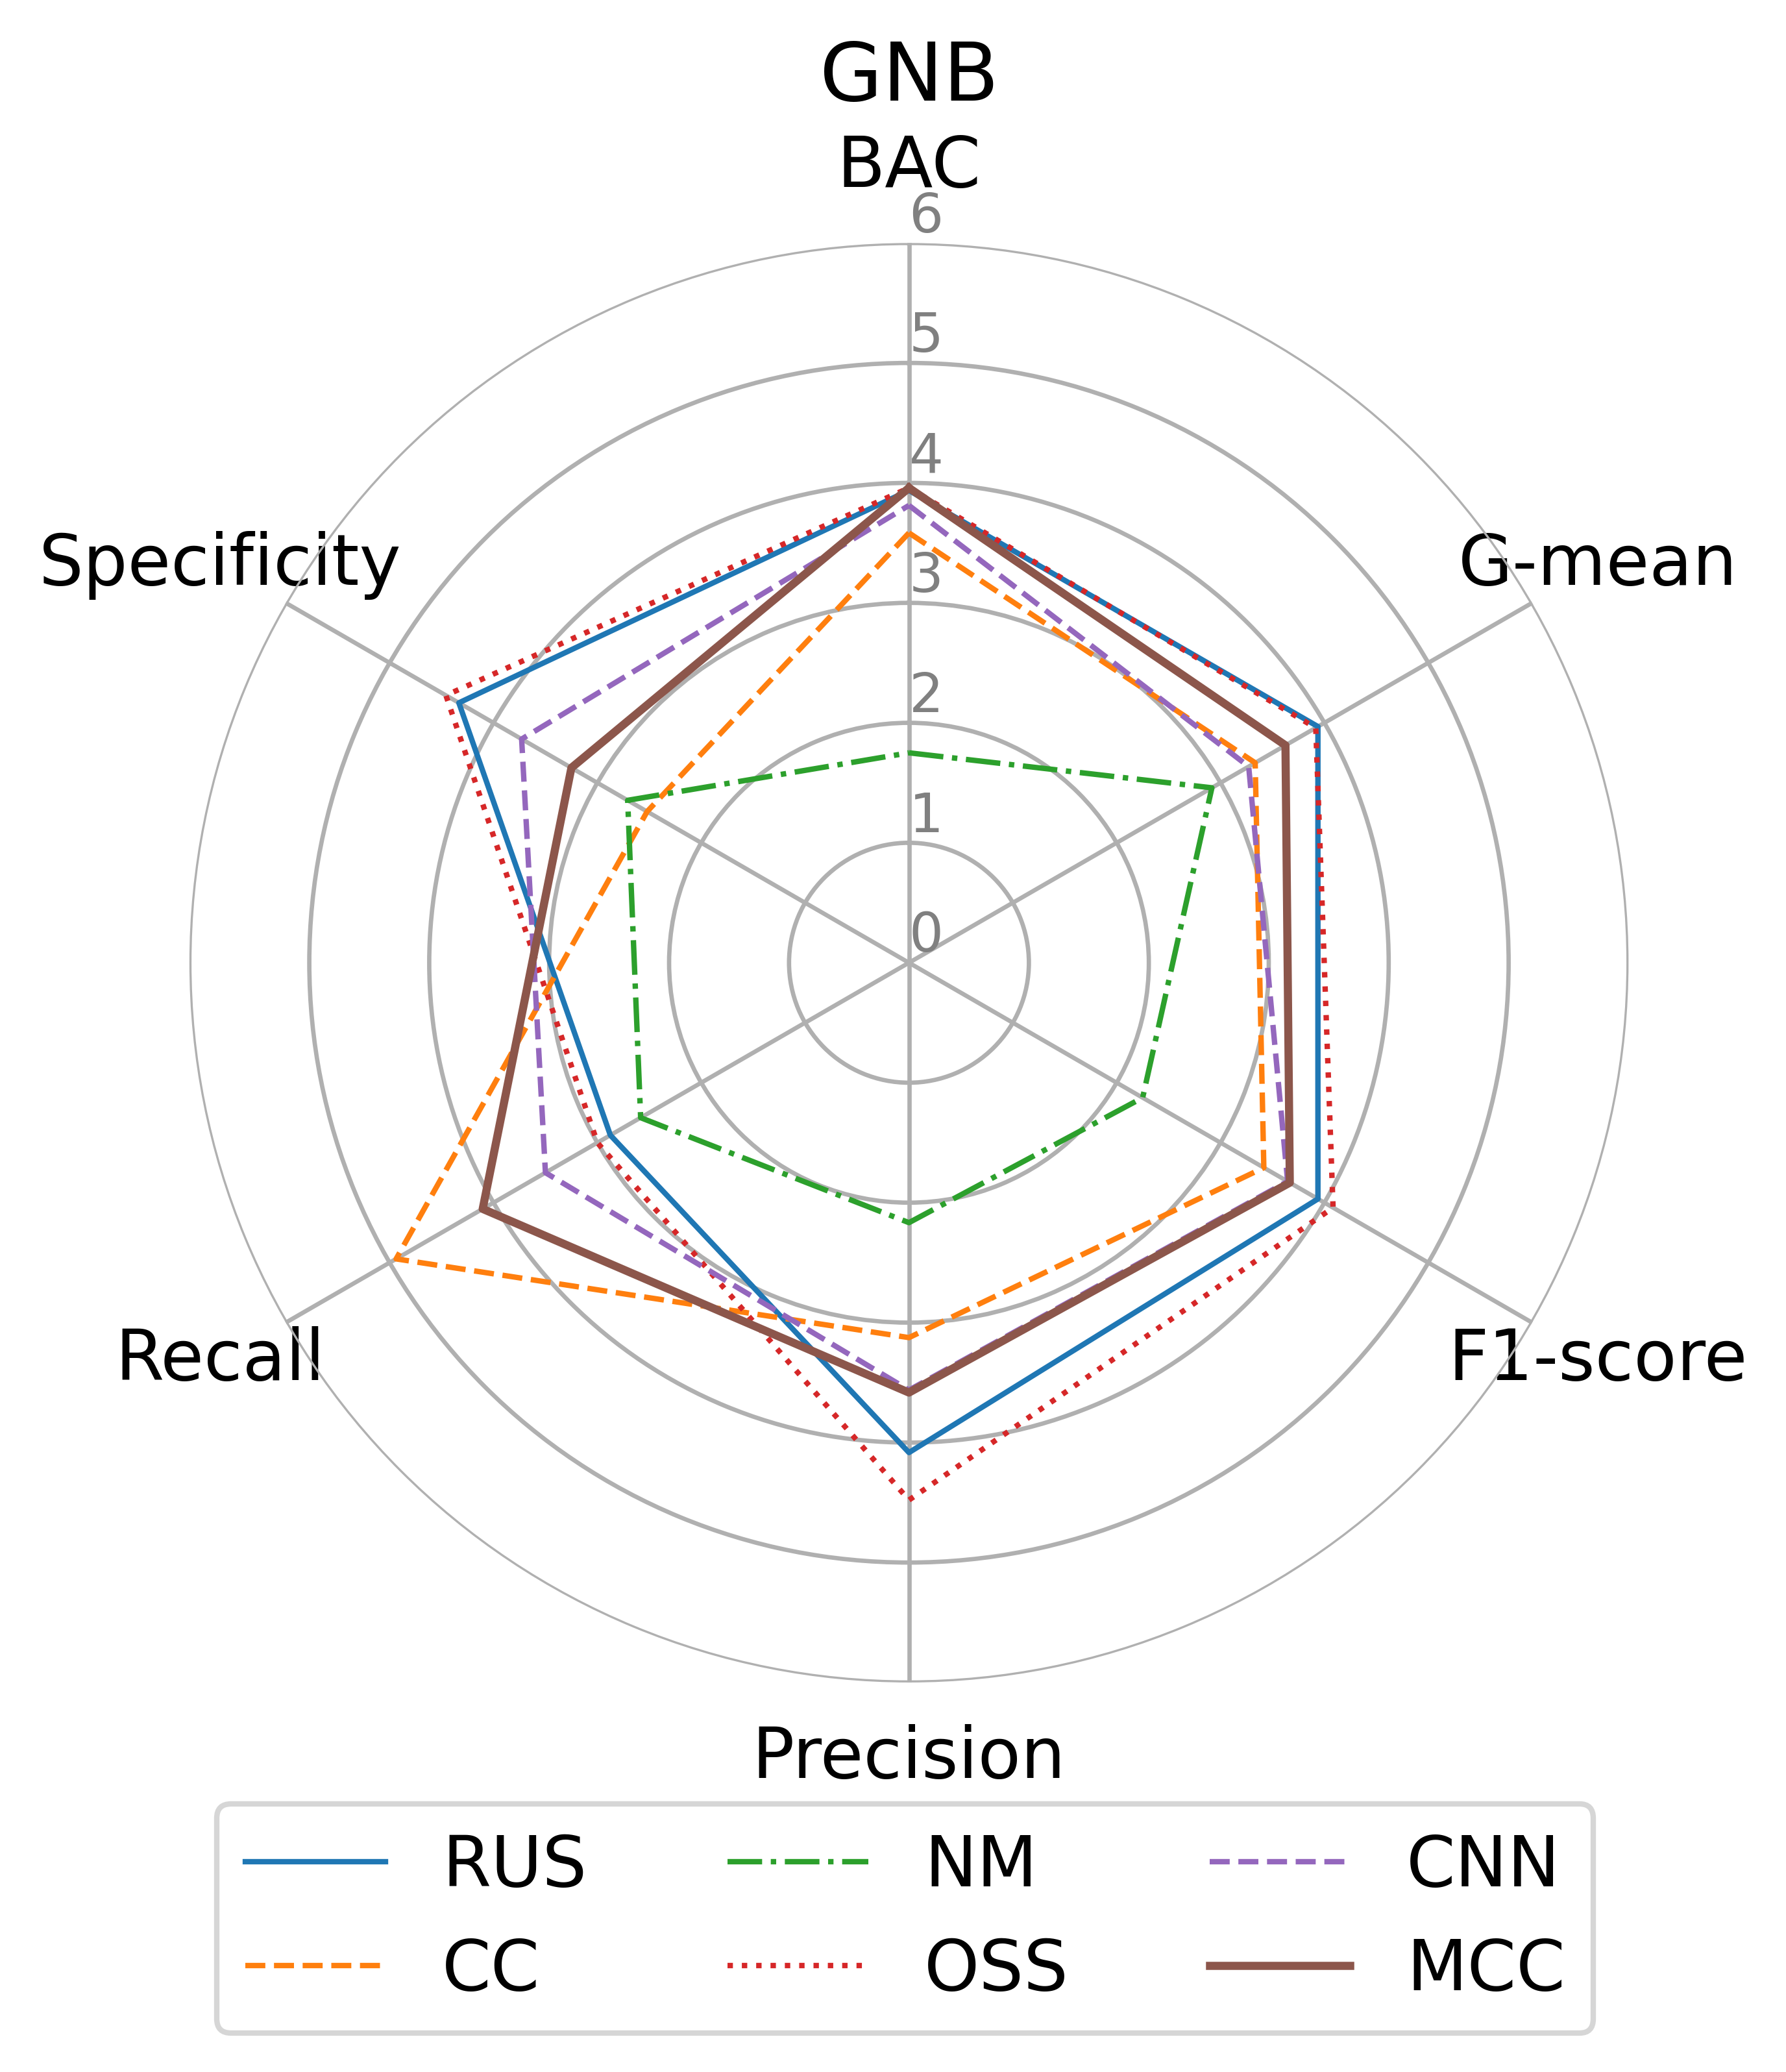 GNB
BAC
6
5
4
3
2
1
0
Specificity
G-mean
Recall
F1-score
Precision
RUS NM CNN
CC OSS MCC